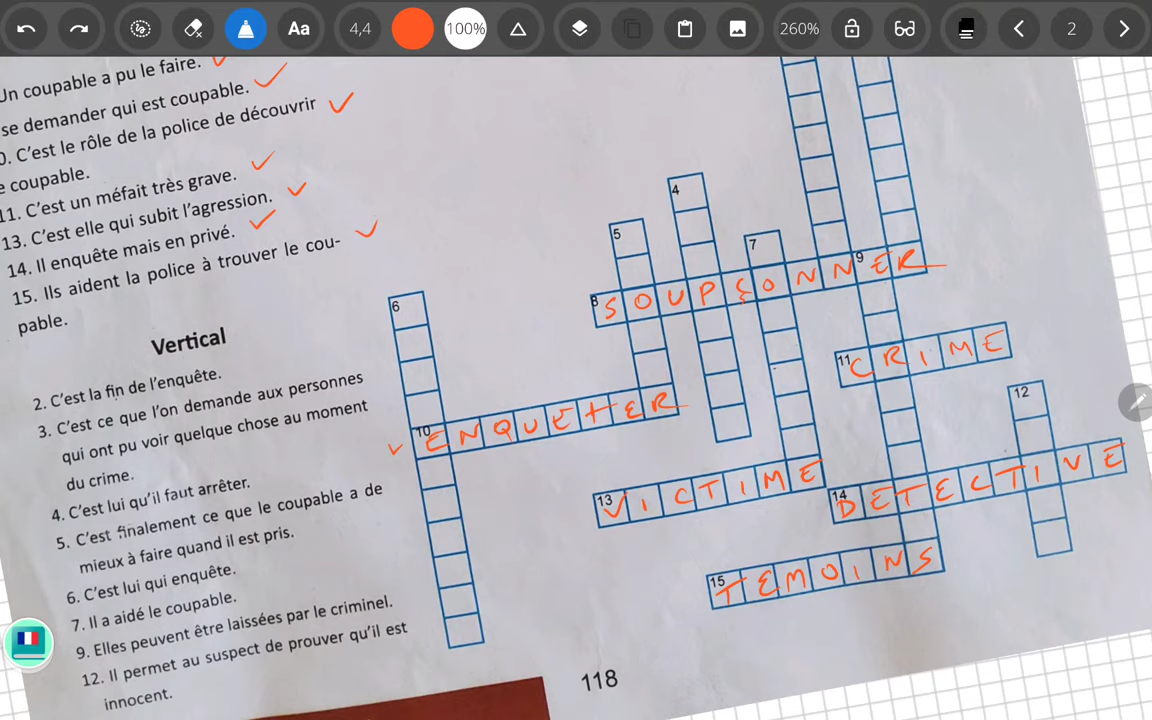 4,4
100%
260%
2
Un coupable a pu le faire.
se demander qui est coupable.
0. C'est le rôle de la police de découvrir
e coupable.
11. C'est un méfait très grave.
13. C'est elle qui subit l'agression.
14. Il enquête mais en privé.
15. Ils aident la police à trouver le cou-
pable.
Vertical
2. C'est la fin de l'enquête.
3. C'est ce que l'on demande aux personnes
qui ont pu voir quelque chose au moment
du crime.
4. C'est lui qu'il faut arrêter.
5. C'est finalement ce que le coupable a de
mieux à faire quand il est pris.
6. C'est lui qui enquête.
7. Il a aidé le coupable.
9. Elles peuvent être laissées par le criminel.
12. Il permet au suspect de prouver qu'il est
innocent.
4
5
7
6
8 SOUPÇONNER
9
11 CRIME
12
10 ENQUETER
13 VICTIME
14 DETECTIVE
15 TEMOINS
118
Aa